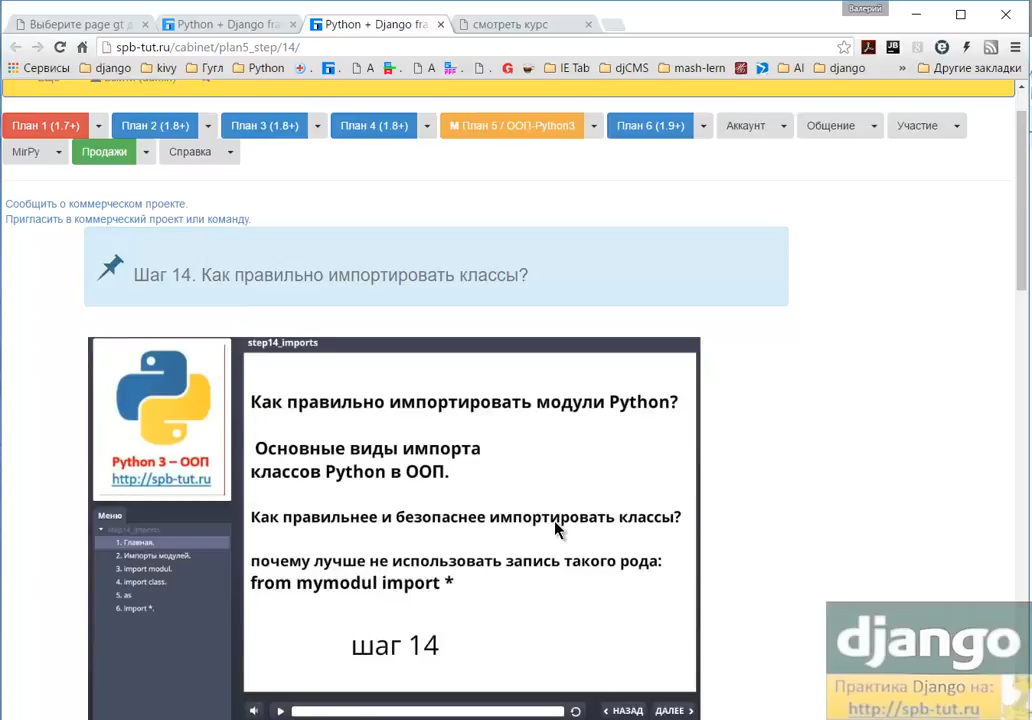 Валерий
Выберите page gt д
Python + Django fra
Python + Django fra
смотреть курс
spb-tut.ru/cabinet/plan5_step/14/
Сервисы django kivy Гугл Python А А G IE Tab djCMS mash-lern AI django » Другие закладки
План 1 (1.7+) План 2 (1.8+) План 3 (1.8+) План 4 (1.8+) М План 5 / ООП-Python3 План 6 (1.9+) Аккаунт Общение Участие
MirPy Продажи Справка
Сообщить о коммерческом проекте.
Пригласить в коммерческий проект или команду.
Шаг 14. Как правильно импортировать классы?
step14_imports
Python 3 – ООП
http://spb-tut.ru
Меню
step14_imports
1. Главная.
2. Импорты модулей.
3. import modul.
4. import class.
5. as
6. Import *.
Как правильно импортировать модули Python?
Основные виды импорта
классов Python в ООП.
Как правильнее и безопаснее импортировать классы?
почему лучше не использовать запись такого рода:
from mymodul import *
шаг 14
НАЗАД ДАЛЕЕ
django
Практика Django на:
http://spb-tut.ru